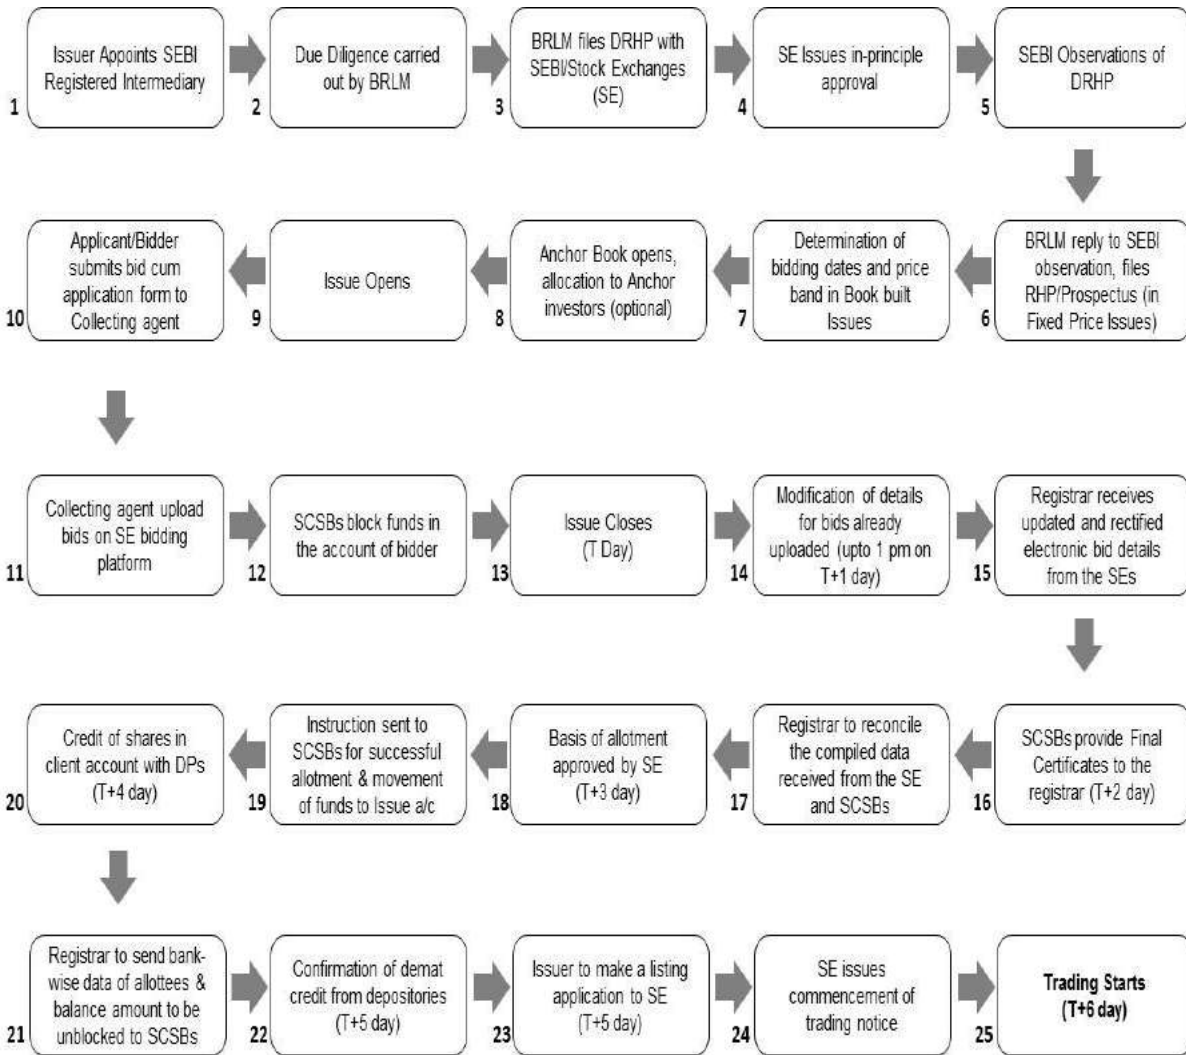 Issuer Appoints SEBI
Registered Intermediary
1
Due Diligence carried
out by BRLM
2
BRLM files DRHP with
SEBI/Stock Exchanges
(SE)
3
SE Issues in-principle
approval
4
SEBI Observations of
DRHP
5
BRLM reply to SEBI
observation, files
RHP/Prospectus (in
Fixed Price Issues)
6
Determination of
bidding dates and price
band in Book built
Issues
7
Anchor Book opens,
allocation to Anchor
investors (optional)
8
Issue Opens
9
Applicant/Bidder
submits bid cum
application form to
Collecting agent
10
Collecting agent upload
bids on SE bidding
platform
11
SCSBs block funds in
the account of bidder
12
Issue Closes
(T Day)
13
Modification of details
for bids already
uploaded (upto 1 pm on
T+1 day)
14
Registrar receives
updated and rectified
electronic bid details
from the SEs
15
SCSBs provide Final
Certificates to the
registrar (T+2 day)
16
Registrar to reconcile
the compiled data
received from the SE
and SCSBs
17
Basis of allotment
approved by SE
(T+3 day)
18
Instruction sent to
SCSBs for successful
allotment & movement
of funds to Issue a/c
19
Credit of shares in
client account with DPs
(T+4 day)
20
Registrar to send bank-
wise data of allottees &
balance amount to be
unblocked to SCSBs
21
Confirmation of demat
credit from depositories
(T+5 day)
22
Issuer to make a listing
application to SE
(T+5 day)
23
SE issues
commencement of
trading notice
24
Trading Starts
(T+6 day)
25